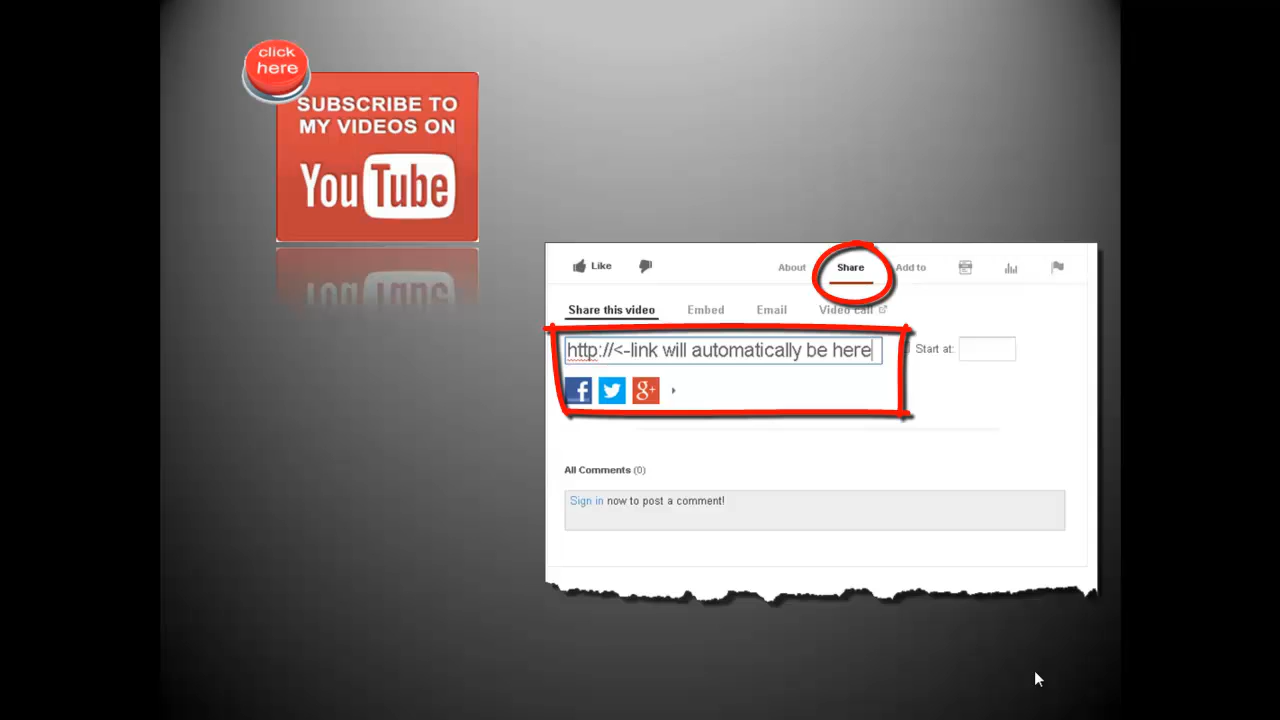 click
here
SUBSCRIBE TO
MY VIDEOS ON
YouTube
Like
About
Share
Add to
Share this video
Embed
Email
Video call
http://<-link will automatically be here
Start at:
f
g+
All Comments (0)
Sign in now to post a comment!